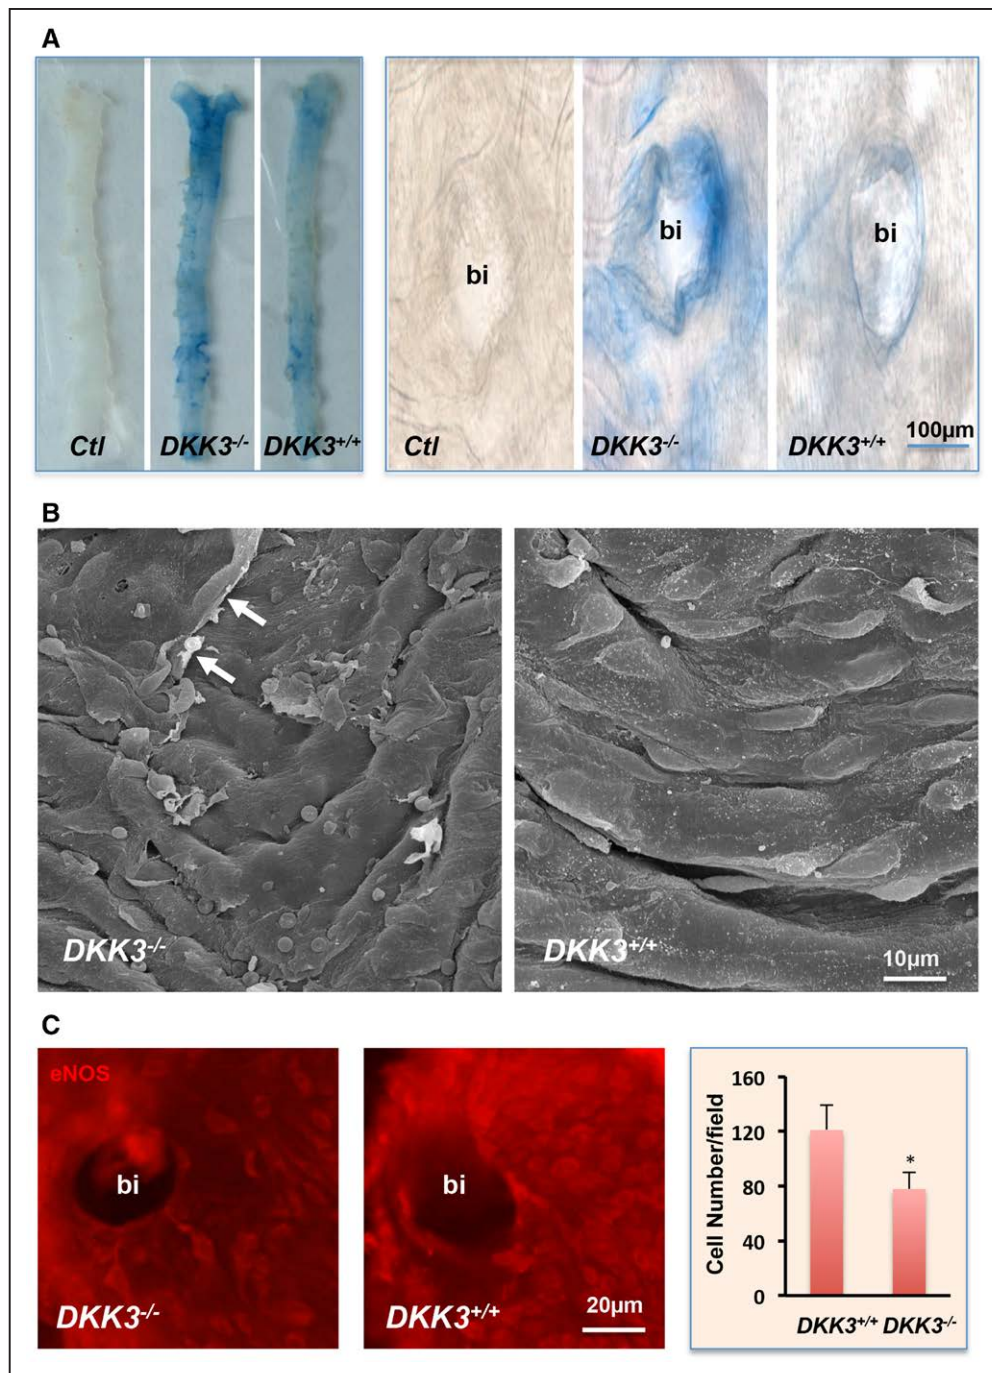 A
Ctl
DKK3-/-
DKK3+/+
bi
Ctl
bi
DKK3-/-
bi
DKK3+/+
100μm
B
DKK3-/-
DKK3+/+
10μm
C
eNOS
bi
DKK3-/-
bi
DKK3+/+
20μm
Cell Number/field
160
120
80
40
0
*
DKK3+/+ DKK3-/-